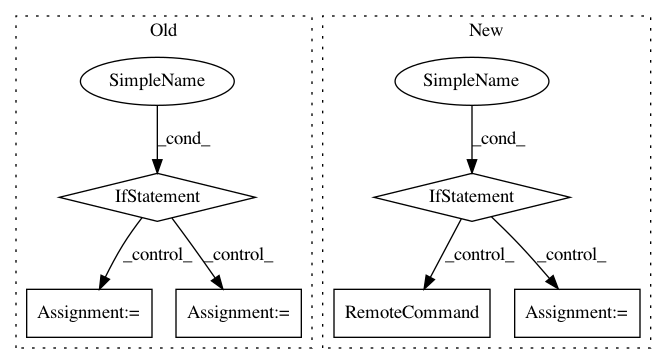 Old
New
SimpleName
SimpleName
_cond_
_cond_
IfStatement
IfStatement
_control_
_control_
_control_
_control_
Assignment:=
Assignment:=
RemoteCommand
Assignment:=